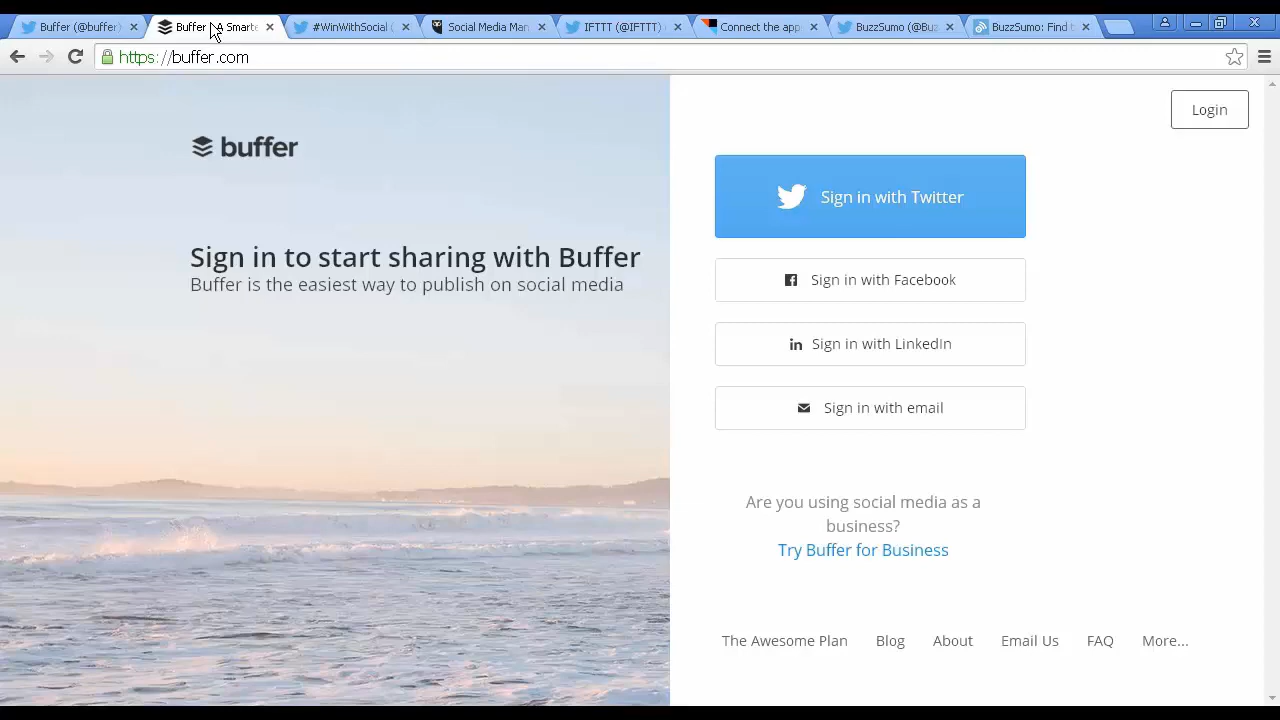 Buffer (@buffer)
Buffer - A Smarte
#WinWithSocial (
Social Media Man
IFTTT (@IFTTT)
Connect the app
BuzzSumo (@Buz
BuzzSumo: Find t
https://buffer.com
Login
buffer
Sign in with Twitter
Sign in to start sharing with Buffer
Buffer is the easiest way to publish on social media
Sign in with Facebook
in Sign in with LinkedIn
Sign in with email
Are you using social media as a
business?
Try Buffer for Business
The Awesome Plan Blog About Email Us FAQ More...